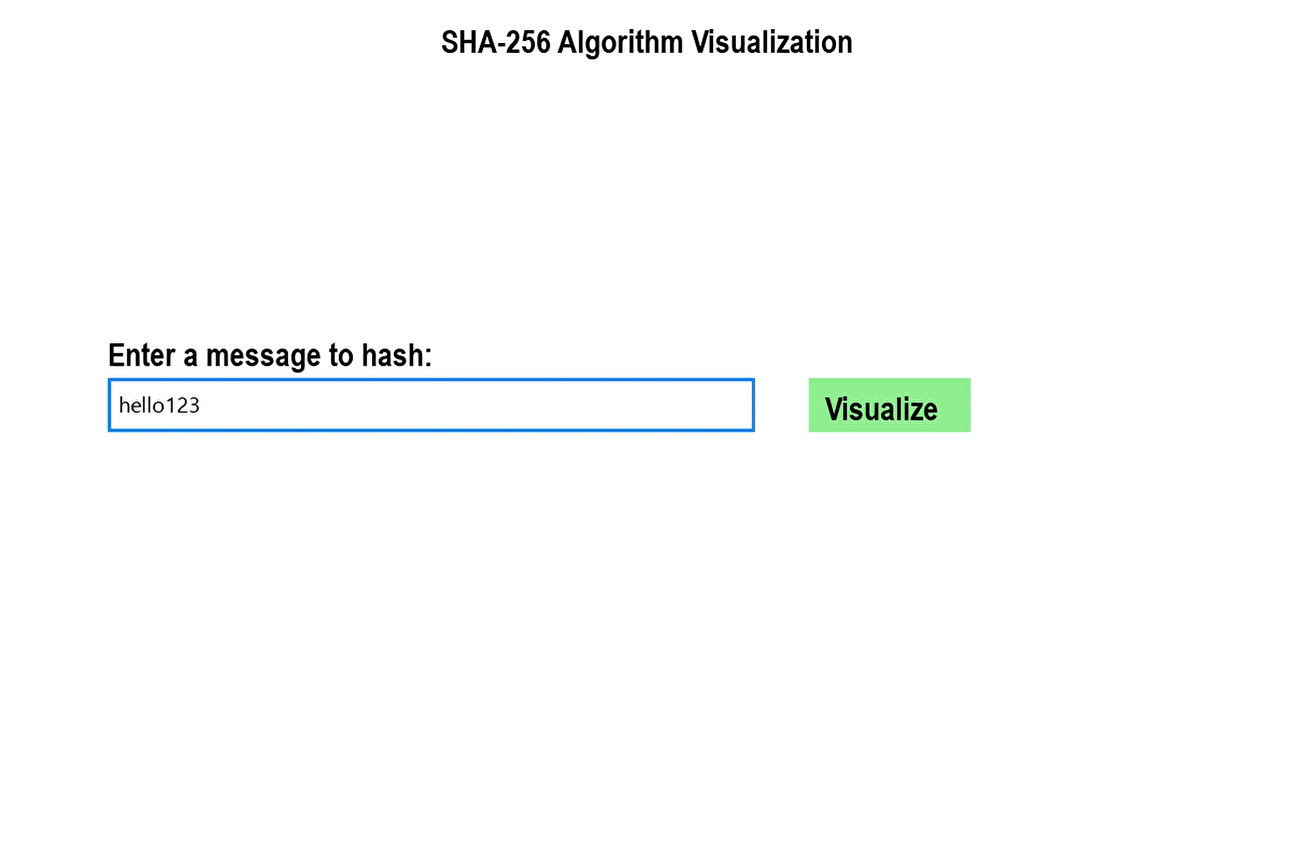 SHA-256 Algorithm Visualization
Enter a message to hash:
hello123
Visualize